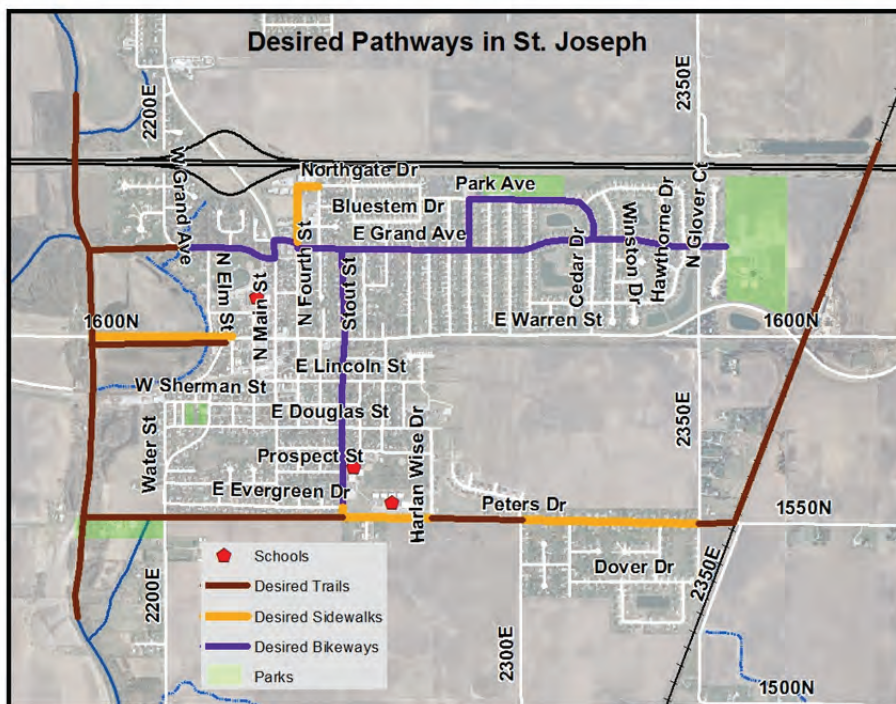 Desired Pathways in St. Joseph
2200E
2350E
W Grand Ave
Northgate Dr
Park Ave
Bluestem Dr
E Grand Ave
N Elm St
N Main St
N Fourth St
Stout St
Cedar Dr
Winston Dr
Hawthorne Dr
N Glover Ct
1600N
E Warren St
1600N
E Lincoln St
W Sherman St
E Douglas St
2350E
Water St
Prospect St
Harlan Wise Dr
E Evergreen Dr
Peters Dr
1550N
Schools
Desired Trails
Desired Sidewalks
Desired Bikeways
Parks
Dover Dr
2200E
2300E
2350E
1500N